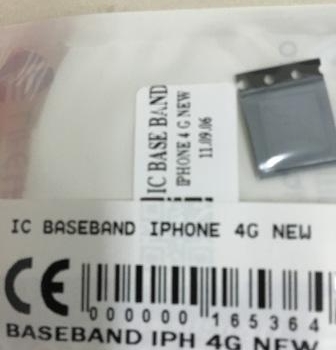 IC BASE BAND
IPHONE 4 G NEW
11.09.06
IC BASEBAND IPHONE 4G NEW
CE
000000 165364
BASEBAND IPH 4G NEW